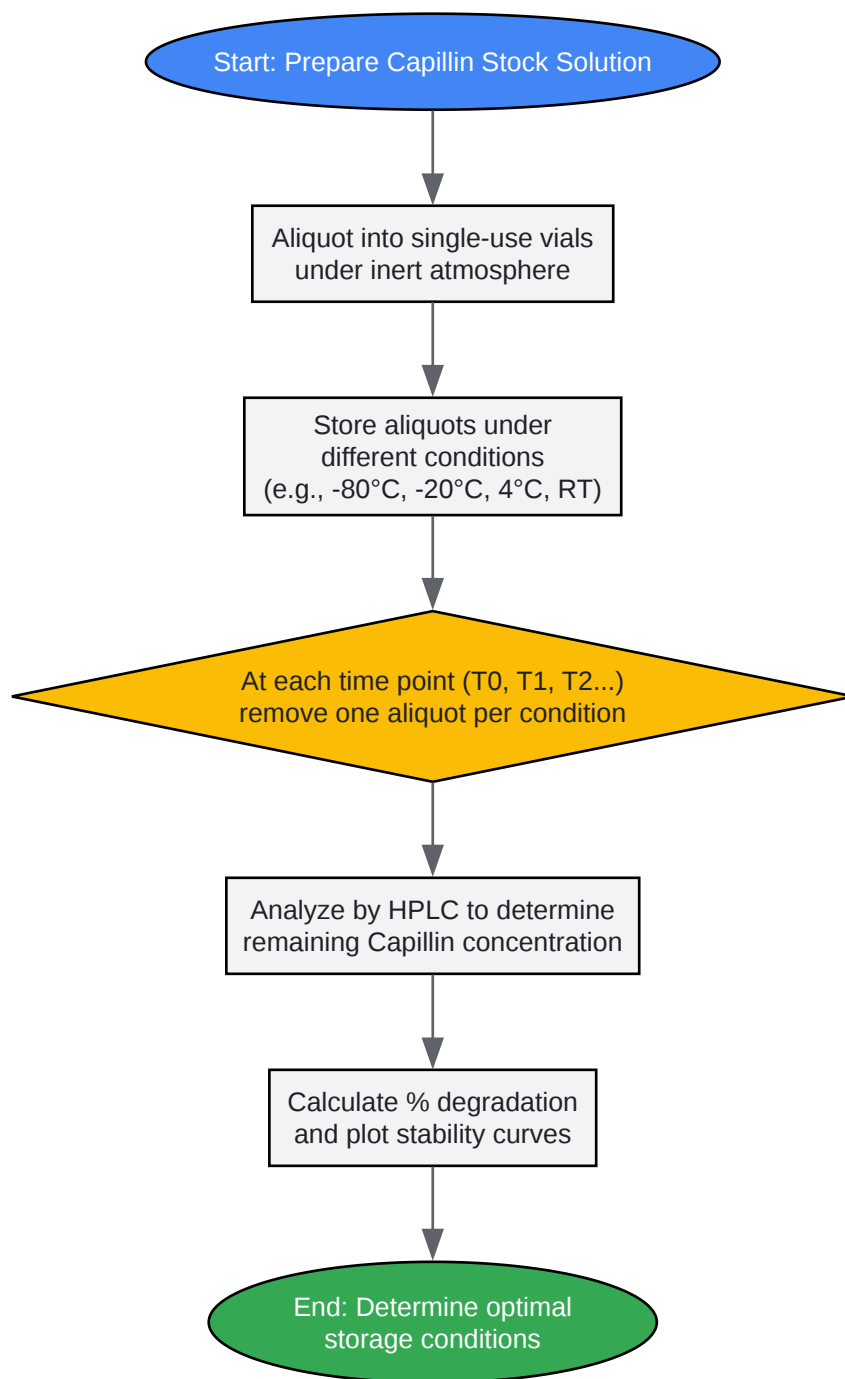 Start: Prepare Capillin Stock Solution
Aliquot into single-use vials
under inert atmosphere
Store aliquots under
different conditions
(e.g., -80°C, -20°C, 4°C, RT)
At each time point (T0, T1, T2...)
remove one aliquot per condition
Analyze by HPLC to determine
remaining Capillin concentration
Calculate % degradation
and plot stability curves
End: Determine optimal
storage conditions